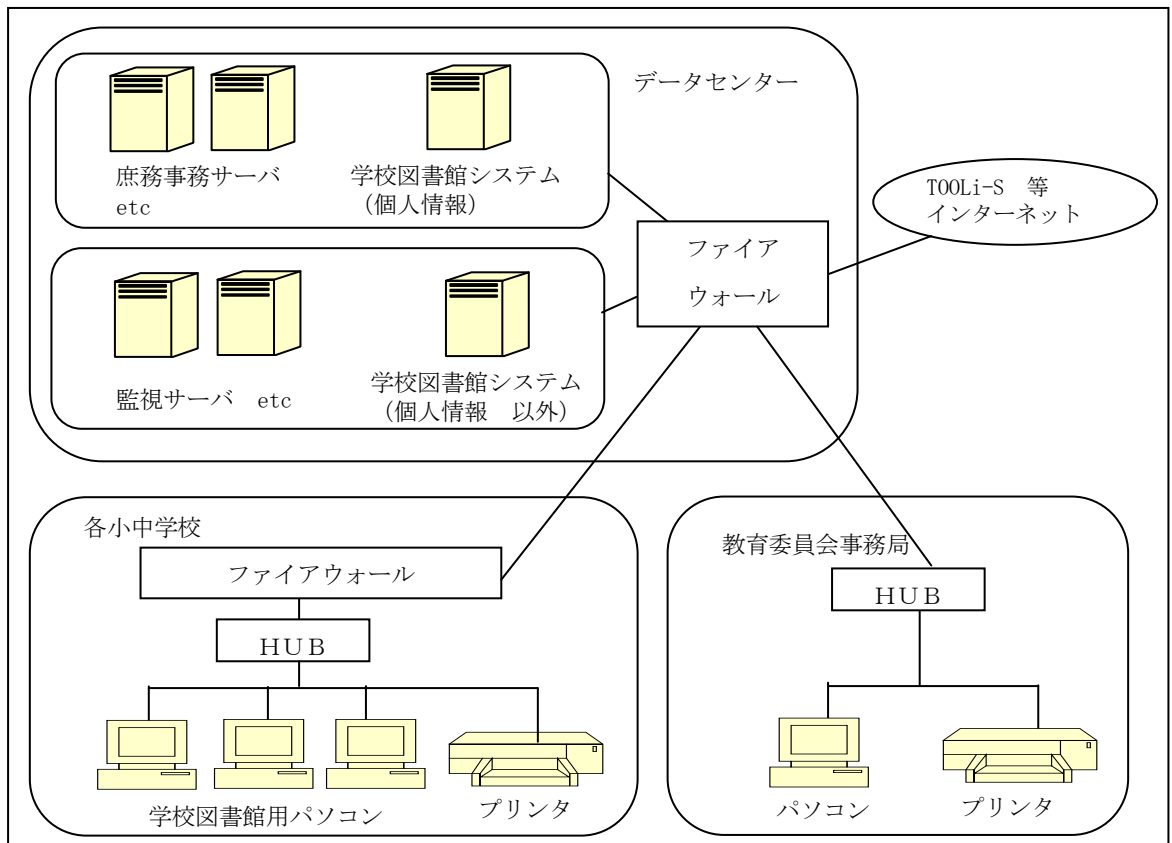 データセンター
庶務事務サーバ
etc
学校図書館システム
（個人情報）
TOOLi-S　等
インターネット
ファイア
ウォール
監視サーバ　etc
学校図書館システム
（個人情報　以外）
各小中学校
ファイアウォール
ＨＵＢ
学校図書館用パソコン
プリンタ
教育委員会事務局
ＨＵＢ
パソコン
プリンタ